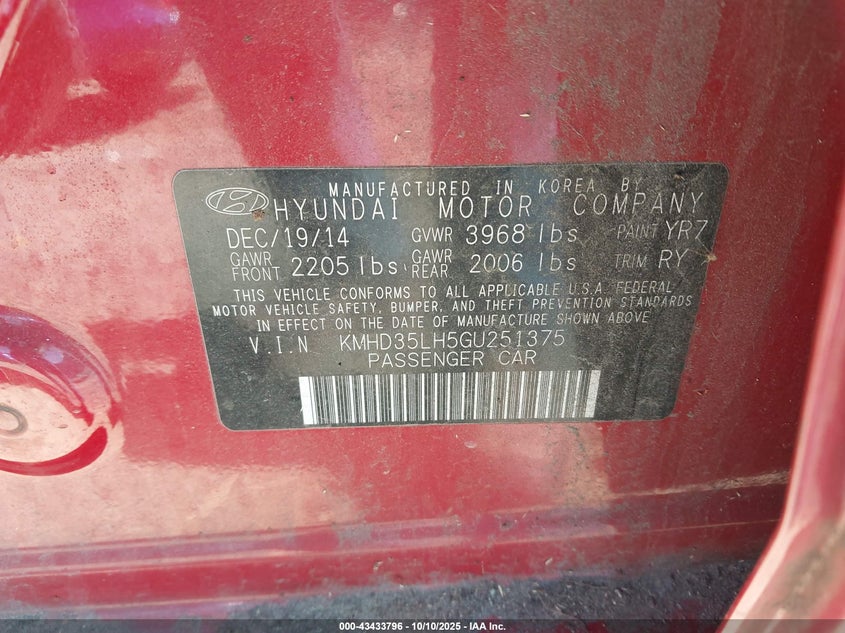 MANUFACTURED IN KOREA BY
HYUNDAI MOTOR COMPANY
DEC/19/14 GVWR 3968 lbs PAINT YR7
GAWR FRONT 2205 lbs GAWR REAR 2006 lbs TRIM RY
THIS VEHICLE CONFORMS TO ALL APPLICABLE U.S.A. FEDERAL
MOTOR VEHICLE SAFETY, BUMPER, AND THEFT PREVENTION STANDARDS
IN EFFECT ON THE DATE OF MANUFACTURE SHOWN ABOVE
V.I.N KMHD35LH5GU251375
PASSENGER CAR
000-43433796 - 10/10/2025 - IAA Inc.